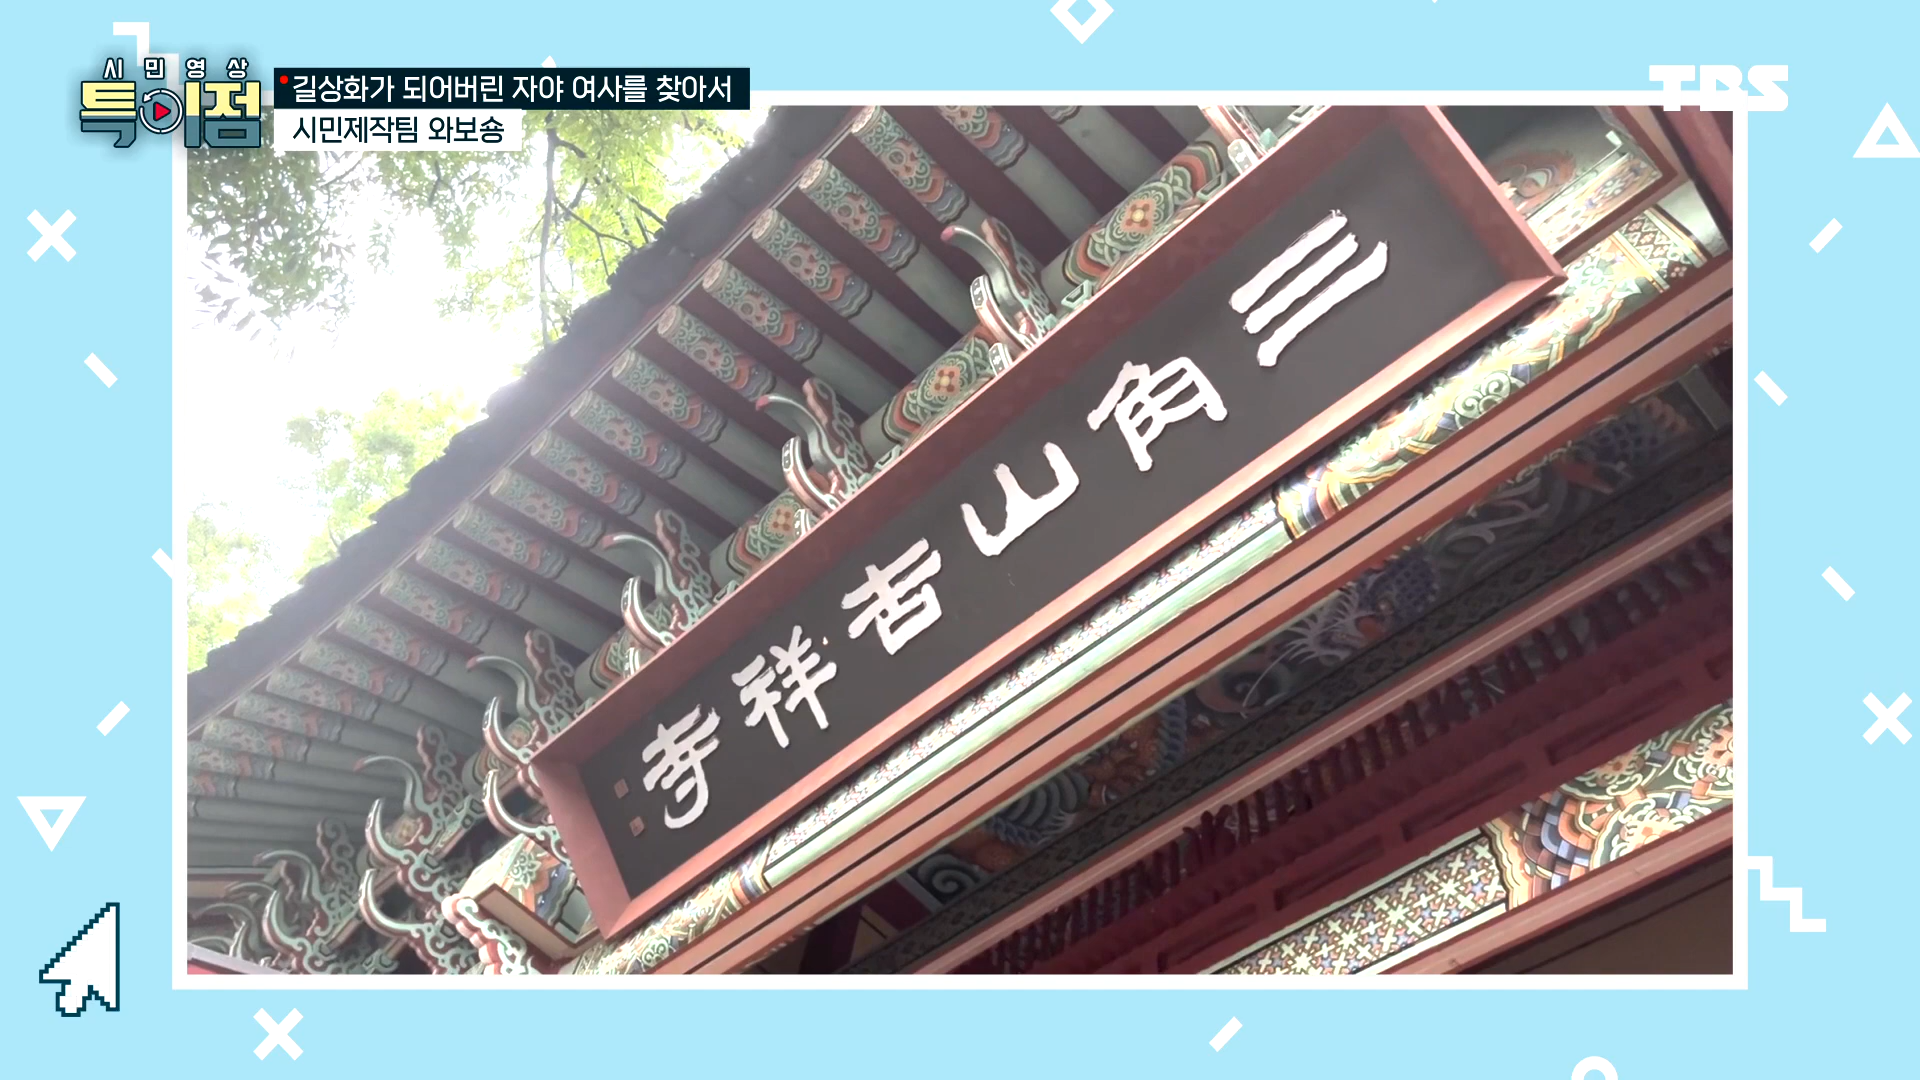 시민영상
특이점
길상화가 되어버린 자야 여사를 찾아서
시민제작팀 와보숑
TBS
三角山吉祥寺